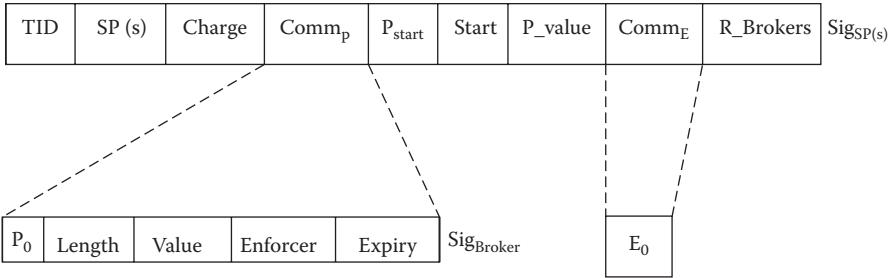 TID SP (s) Charge Comm_p P_start Start P_value Comm_E R_Brokers Sig_SP(s)
P_0 Length Value Enforcer Expiry Sig_Broker E_0